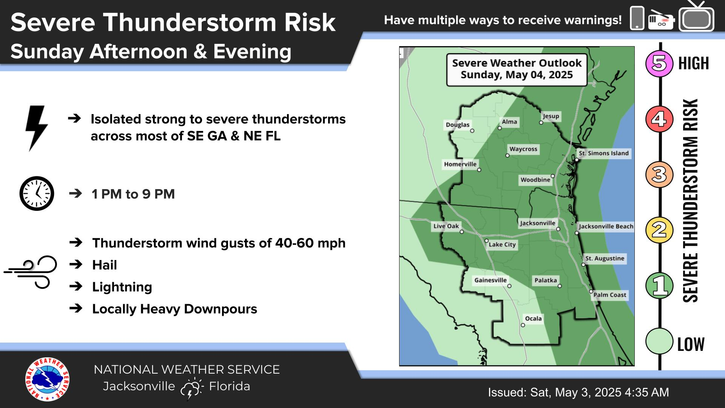 Severe Thunderstorm Risk
Sunday Afternoon & Evening
Have multiple ways to receive warnings!
➔ Isolated strong to severe thunderstorms
across most of SE GA & NE FL
➔ 1 PM to 9 PM
➔ Thunderstorm wind gusts of 40-60 mph
➔ Hail
➔ Lightning
➔ Locally Heavy Downpours
Severe Weather Outlook
Sunday, May 04, 2025
Douglas
Alma
Jesup
Waycross
St. Simons Island
Homerville
Woodbine
Live Oak
Jacksonville
Jacksonville Beach
Lake City
St. Augustine
Gainesville
Palatka
Palm Coast
Ocala
5 HIGH
4
3
2
1
LOW
SEVERE THUNDERSTORM RISK
NATIONAL WEATHER SERVICE
NATIONAL WEATHER SERVICE
Jacksonville Florida
Issued: Sat, May 3, 2025 4:35 AM